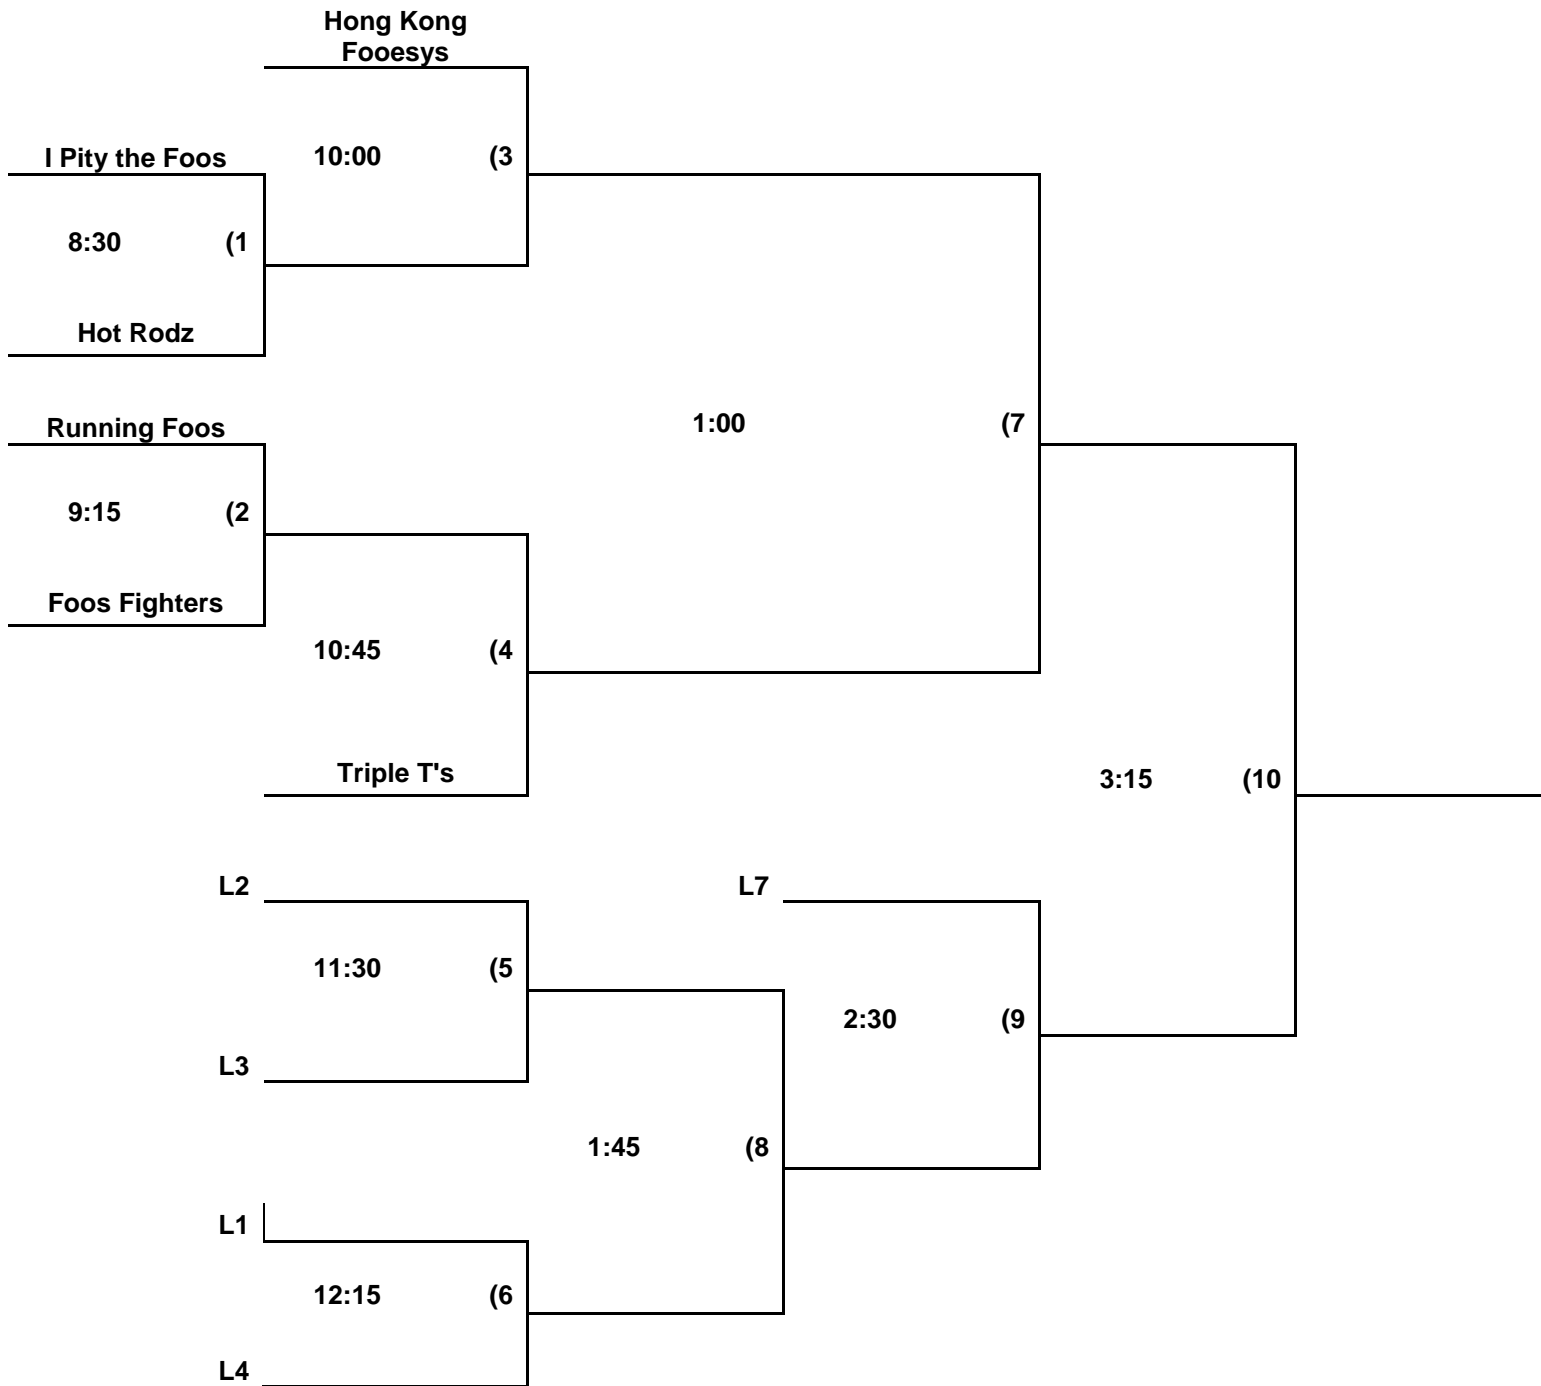 Hong Kong
Fooesys
I Pity the Foos
10:00 (3
8:30 (1
Hot Rodz
Running Foos
1:00 (7
9:15 (2
Foos Fighters
10:45 (4
Triple T's
3:15 (10
L2
L7
11:30 (5
2:30 (9
L3
1:45 (8
L1
12:15 (6
L4